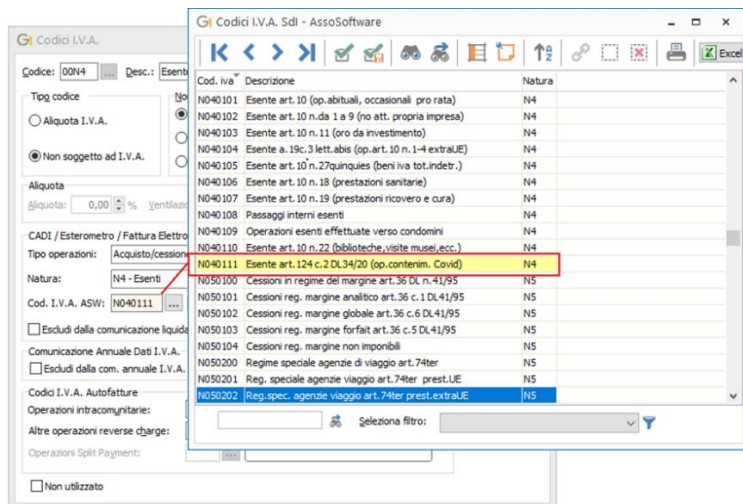 Codici I.V.A.
Codice: 00N4 ... Desc.: Esente
Tipo codice
Aliquota I.V.A.
Non soggetto ad I.V.A.
Aliquota
Aliquota: 0,00 % Ventilazio
CADI / Esterometro / Fattura Elettro
Tipo operazioni: Acquisto/cessione
Natura: N4 - Esenti
Cod. I.V.A. ASW: N040111 ...
Escludi dalla comunicazione liquida
Comunicazione Annuale Dati I.V.A.
Escludi dalla com. annuale I.V.A.
Codici I.V.A. Autofatture
Operazioni intracomunitarie:
Altre operazioni reverse charge:
Operazioni Split Payment: ...
Non utilizzato
Codici I.V.A. SdI - AssoSoftware
Excel
Cod. iva Descrizione Natura
N040101 Esente art.10 (op.abituali, occasionali pro rata) N4
N040102 Esente art.10 n.da 1 a 9 (no att. propria impresa) N4
N040103 Esente art.10 n.11 (oro da investimento) N4
N040104 Esente a.19c.3 lett.abis (op.art.10 n.1-4 extraUE) N4
N040105 Esente art.10 n.27quinquies (beni iva tot.indetr.) N4
N040106 Esente art.10 n.18 (prestazioni sanitarie) N4
N040107 Esente art.10 n.19 (prestazioni ricovero e cura) N4
N040108 Passaggi interni esenti N4
N040109 Operazioni esenti effettuate verso condomini N4
N040110 Esente art.10 n.22 (biblioteche,visite musei,ecc.) N4
N040111 Esente art.124 c.2 DL34/20 (op.contenim. Covid) N4
N050100 Cessioni in regime del margine art.36 DL n.41/95 N5
N050101 Cessioni reg. margine analitico art.36 c.1 DL41/95 N5
N050102 Cessioni reg. margine globale art.36 c.6 DL41/95 N5
N050103 Cessioni reg. margine forfait art.36 c.5 DL41/95 N5
N050104 Cessioni reg. margine non imponibili N5
N050200 Regime speciale agenzie di viaggio art.74ter N5
N050201 Reg. speciale agenzie viaggio art.74ter prest.UE N5
N050202 Reg.spec. agenzie viaggio art.74ter prest.extraUE N5
Seleziona filtro: